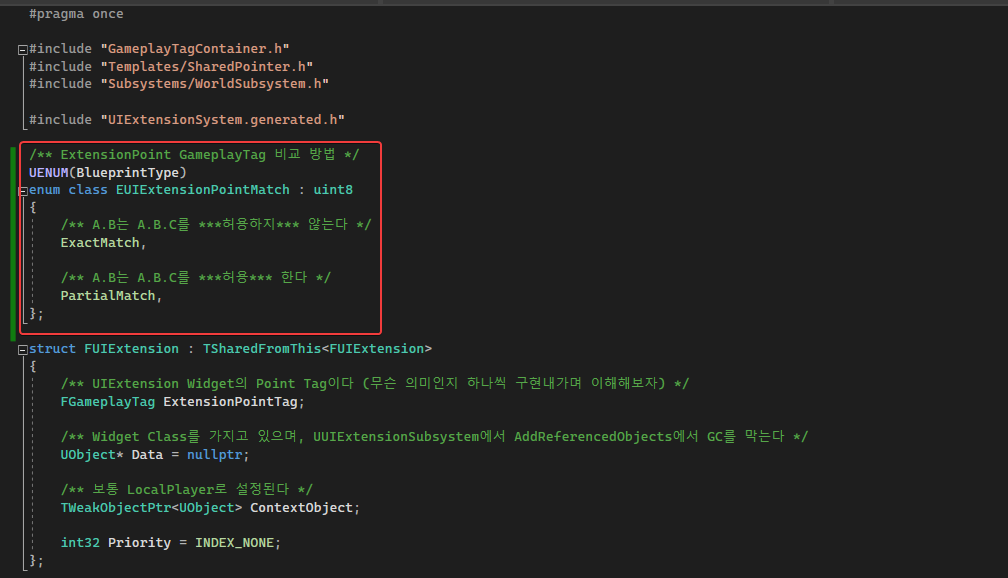 #pragma once
#include "GameplayTagContainer.h"
#include "Templates/SharedPointer.h"
#include "Subsystems/WorldSubsystem.h"
#include "UIExtensionSystem.generated.h"
/** ExtensionPoint GameplayTag 비교 방법 */
UENUM(BlueprintType)
enum class EUIExtensionPointMatch : uint8
{
/** A.B는 A.B.C를 ***허용하지*** 않는다 */
ExactMatch,
/** A.B는 A.B.C를 ***허용*** 한다 */
PartialMatch,
};
struct FUIExtension : TSharedFromThis<FUIExtension>
{
/** UIExtension Widget의 Point Tag이다 (무슨 의미인지 하나씩 구현내가며 이해해보자) */
FGameplayTag ExtensionPointTag;
/** Widget Class를 가지고 있으며, UUIExtensionSubsystem에서 AddReferencedObjects에서 GC를 막는다 */
UObject* Data = nullptr;
/** 보통 LocalPlayer로 설정된다 */
TWeakObjectPtr<UObject> ContextObject;
int32 Priority = INDEX_NONE;
};